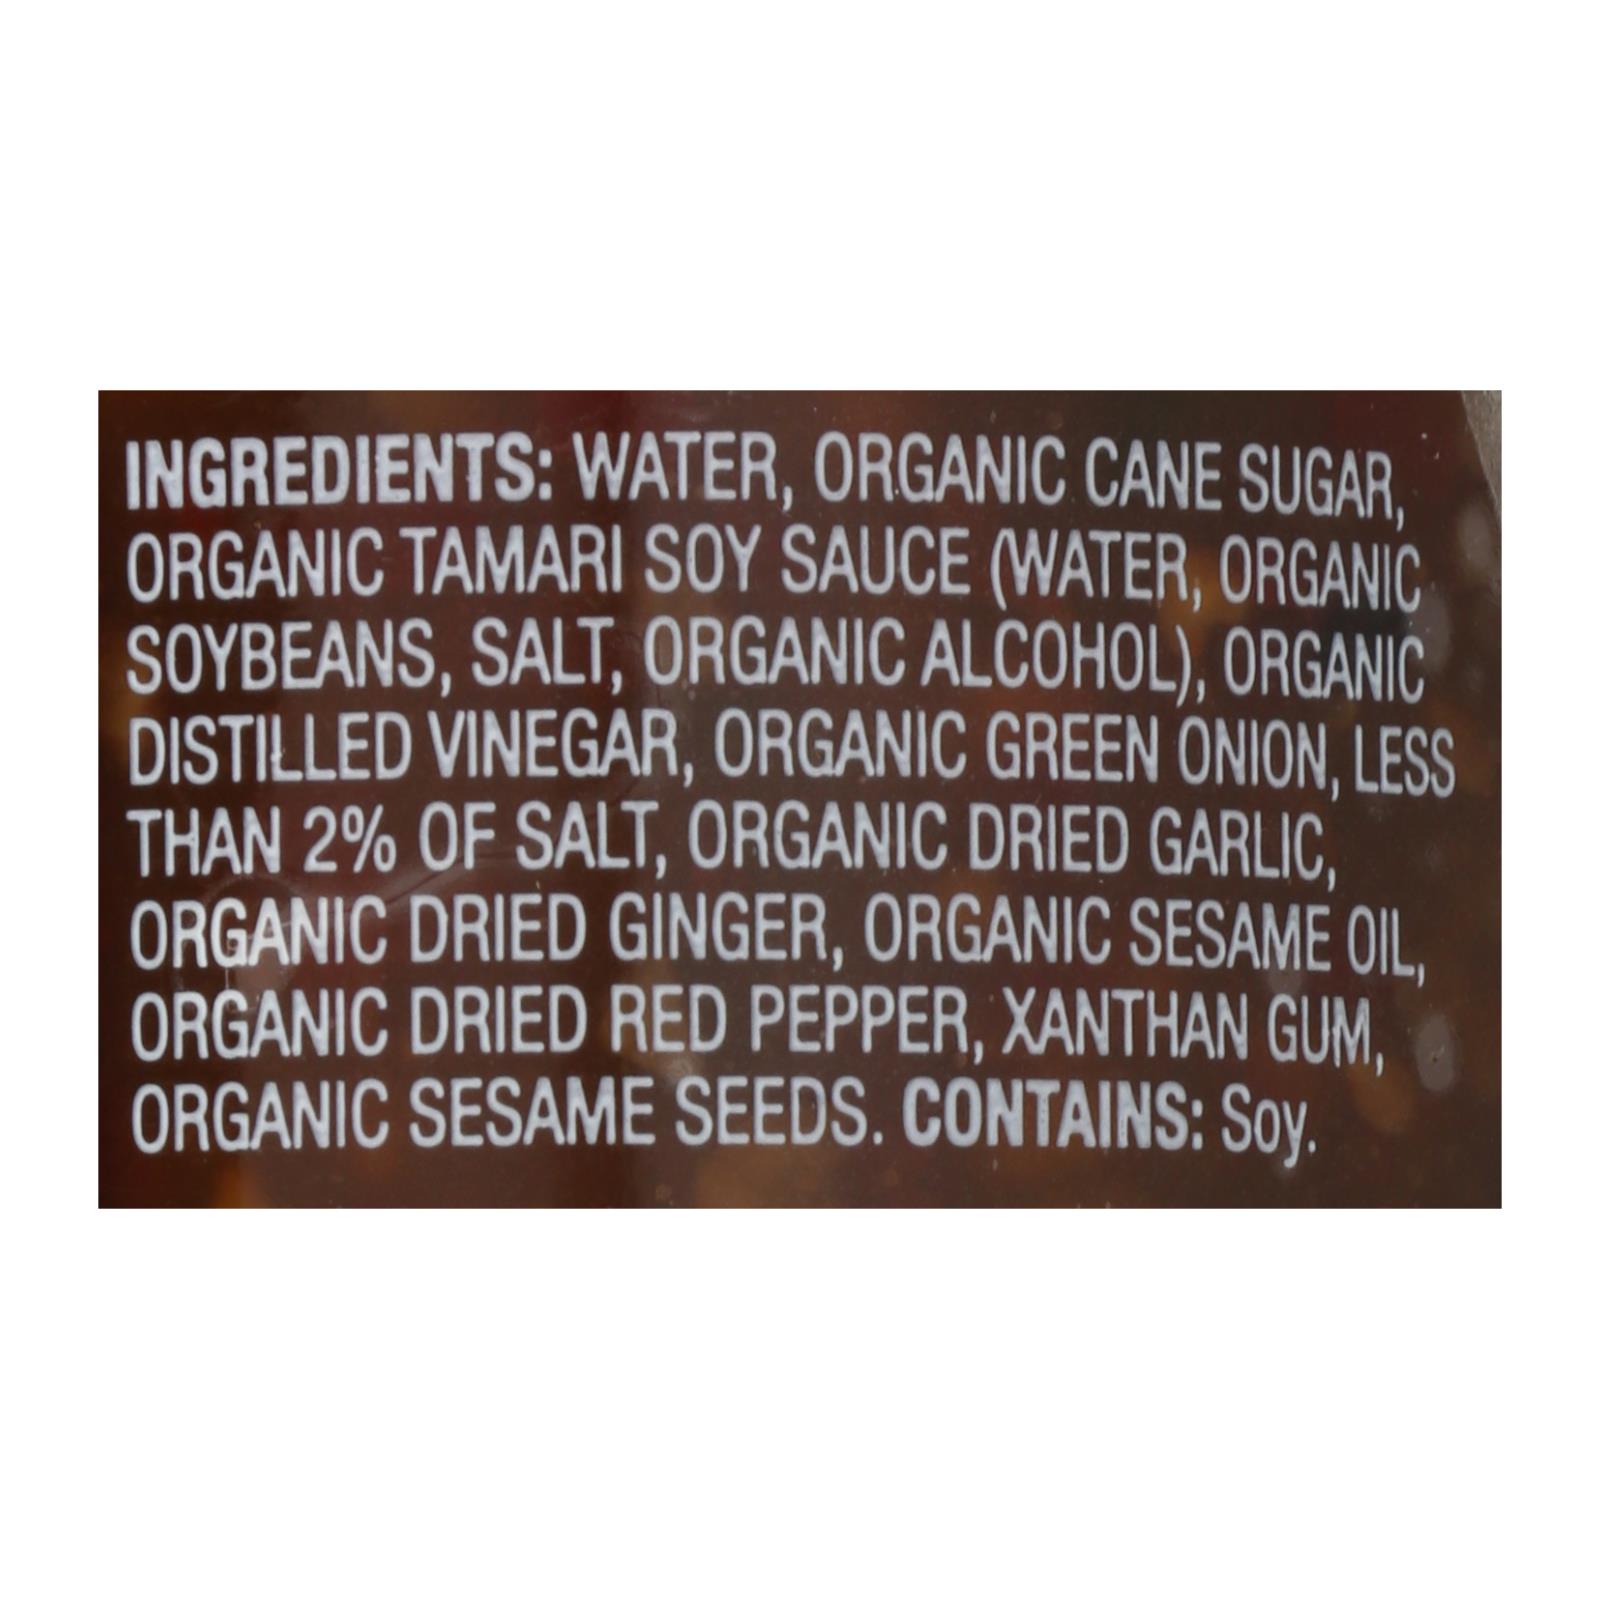 INGREDIENTS: WATER, ORGANIC CANE SUGAR,
ORGANIC TAMARI SOY SAUCE (WATER, ORGANIC
SOYBEANS, SALT, ORGANIC ALCOHOL), ORGANIC
DISTILLED VINEGAR, ORGANIC GREEN ONION, LESS
THAN 2% OF SALT, ORGANIC DRIED GARLIC,
ORGANIC DRIED GINGER, ORGANIC SESAME OIL,
ORGANIC DRIED RED PEPPER, XANTHAN GUM,
ORGANIC SESAME SEEDS. CONTAINS: Soy.